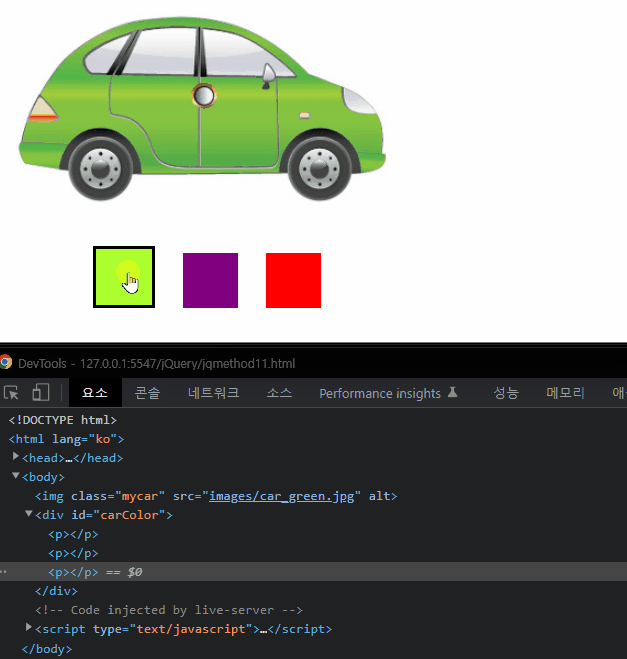 DevTools - 127.0.0.1:5547/jQuery/jqmethod11.html
요소 콘솔 네트워크 소스 Performance insights 성능 메모리 애
<!DOCTYPE html>
<html lang="ko">
<head>…</head>
<body>
<img class="mycar" src="images/car_green.jpg" alt>
<div id="carColor">
<p></p>
<p></p>
<p></p> == $0
</div>
<!-- Code injected by live-server -->
<script type="text/javascript">…</script>
</body>